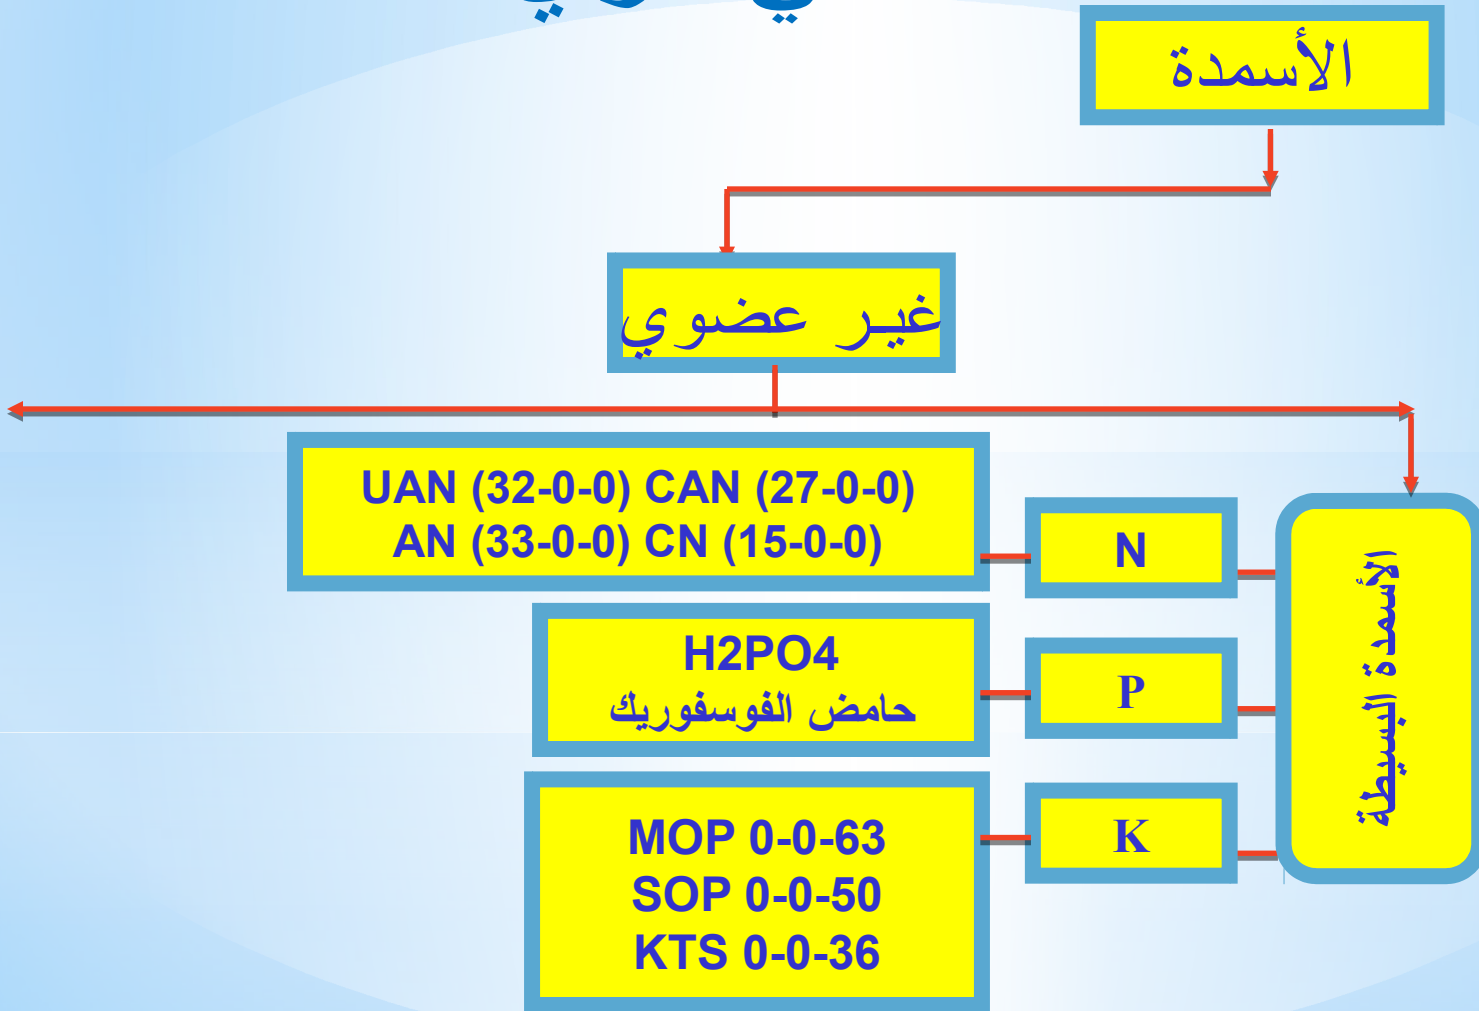 الأسمدة
غير عضوي
UAN (32-0-0) CAN (27-0-0)
AN (33-0-0) CN (15-0-0)
N
H2PO4
حامض الفوسفوريك
P
MOP 0-0-63
SOP 0-0-50
KTS 0-0-36
K
الأسمدة البسيطة